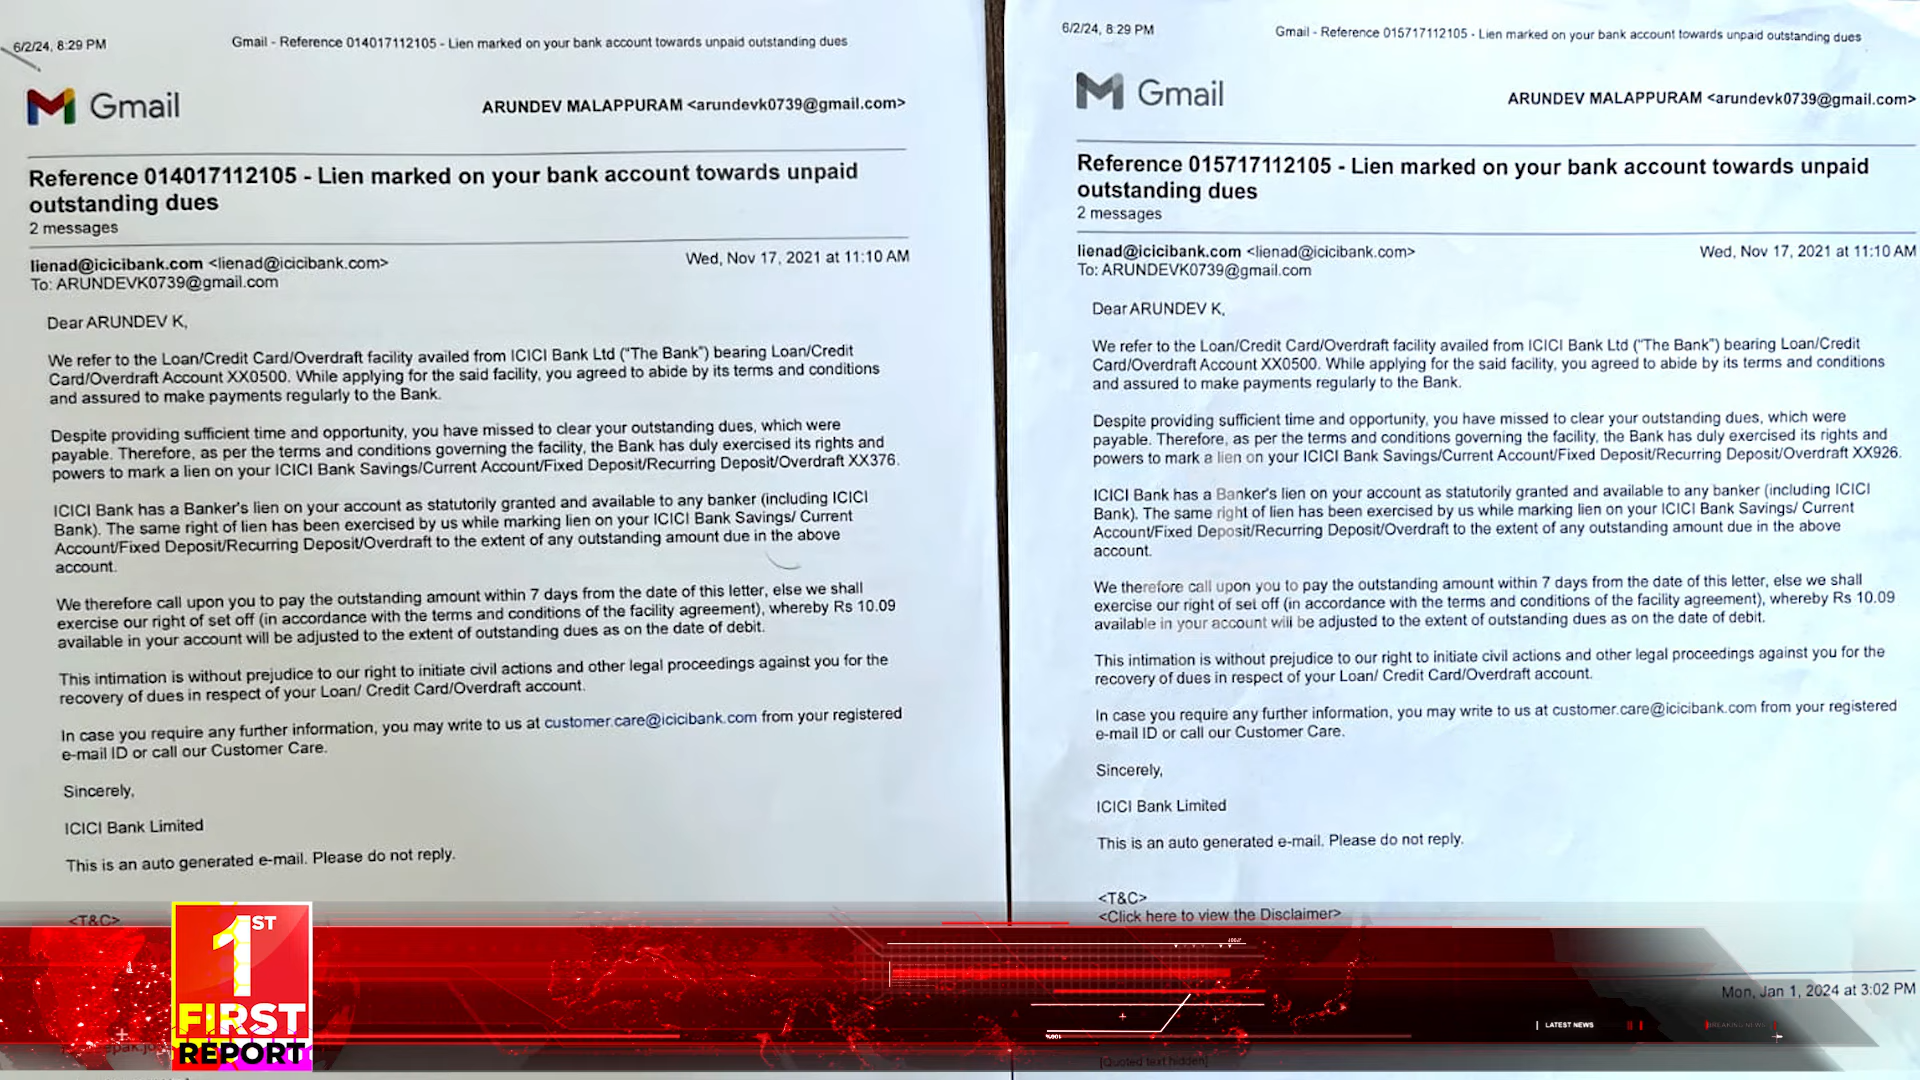 6/2/24, 8:29 PM
Gmail - Reference 014017112105 - Lien marked on your bank account towards unpaid outstanding dues
Gmail
ARUNDEV MALAPPURAM <arundevk0739@gmail.com>
Reference 014017112105 - Lien marked on your bank account towards unpaid
outstanding dues
2 messages
lienad@icicibank.com <lienad@icicibank.com>
Wed, Nov 17, 2021 at 11:10 AM
To: ARUNDEVK0739@gmail.com
Dear ARUNDEV K,
We refer to the Loan/Credit Card/Overdraft facility availed from ICICI Bank Ltd ("The Bank") bearing Loan/Credit
Card/Overdraft Account XX0500. While applying for the said facility, you agreed to abide by its terms and conditions
and assured to make payments regularly to the Bank.
Despite providing sufficient time and opportunity, you have missed to clear your outstanding dues, which were
payable. Therefore, as per the terms and conditions governing the facility, the Bank has duly exercised its rights and
powers to mark a lien on your ICICI Bank Savings/Current Account/Fixed Deposit/Recurring Deposit/Overdraft XX376.
ICICI Bank has a Banker's lien on your account as statutorily granted and available to any banker (including ICICI
Bank). The same right of lien has been exercised by us while marking lien on your ICICI Bank Savings/ Current
Account/Fixed Deposit/Recurring Deposit/Overdraft to the extent of any outstanding amount due in the above
account.
We therefore call upon you to pay the outstanding amount within 7 days from the date of this letter, else we shall
exercise our right of set off (in accordance with the terms and conditions of the facility agreement), whereby Rs 10.09
available in your account will be adjusted to the extent of outstanding dues as on the date of debit.
This intimation is without prejudice to our right to initiate civil actions and other legal proceedings against you for the
recovery of dues in respect of your Loan/ Credit Card/Overdraft account.
In case you require any further information, you may write to us at customer.care@icicibank.com from your registered
e-mail ID or call our Customer Care.
Sincerely,
ICICI Bank Limited
This is an auto generated e-mail. Please do not reply.
<T&C>
6/2/24, 8:29 PM
Gmail - Reference 015717112105 - Lien marked on your bank account towards unpaid outstanding dues
Gmail
ARUNDEV MALAPPURAM <arundevk0739@gmail.com>
Reference 015717112105 - Lien marked on your bank account towards unpaid
outstanding dues
2 messages
lienad@icicibank.com <lienad@icicibank.com>
Wed, Nov 17, 2021 at 11:10 AM
To: ARUNDEVK0739@gmail.com
Dear ARUNDEV K,
We refer to the Loan/Credit Card/Overdraft facility availed from ICICI Bank Ltd ("The Bank") bearing Loan/Credit
Card/Overdraft Account XX0500. While applying for the said facility, you agreed to abide by its terms and conditions
and assured to make payments regularly to the Bank.
Despite providing sufficient time and opportunity, you have missed to clear your outstanding dues, which were
payable. Therefore, as per the terms and conditions governing the facility, the Bank has duly exercised its rights and
powers to mark a lien on your ICICI Bank Savings/Current Account/Fixed Deposit/Recurring Deposit/Overdraft XX926.
ICICI Bank has a Banker's lien on your account as statutorily granted and available to any banker (including ICICI
Bank). The same right of lien has been exercised by us while marking lien on your ICICI Bank Savings/ Current
Account/Fixed Deposit/Recurring Deposit/Overdraft to the extent of any outstanding amount due in the above
account.
We therefore call upon you to pay the outstanding amount within 7 days from the date of this letter, else we shall
exercise our right of set off (in accordance with the terms and conditions of the facility agreement), whereby Rs 10.09
available in your account will be adjusted to the extent of outstanding dues as on the date of debit.
This intimation is without prejudice to our right to initiate civil actions and other legal proceedings against you for the
recovery of dues in respect of your Loan/ Credit Card/Overdraft account.
In case you require any further information, you may write to us at customer.care@icicibank.com from your registered
e-mail ID or call our Customer Care.
Sincerely,
ICICI Bank Limited
This is an auto generated e-mail. Please do not reply.
<T&C>
<Click here to view the Disclaimer>
Mon, Jan 1, 2024 at 3:02 PM
[Quoted text hidden]
1ST
FIRST
REPORT
LATEST NEWS
BREAKING NEWS